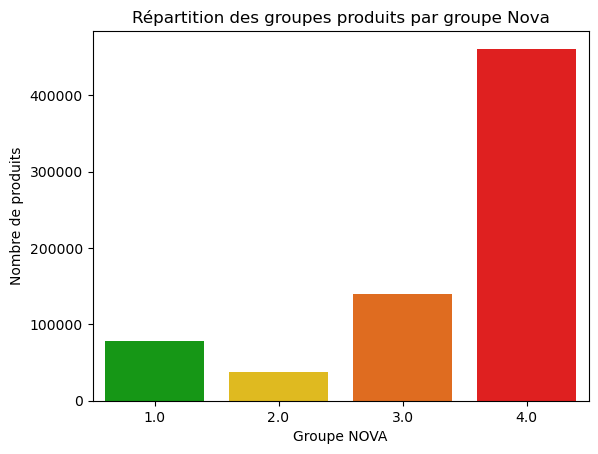 Répartition des groupes produits par groupe Nova
Nombre de produits
400000
300000
200000
100000
0
1.0 2.0 3.0 4.0
Groupe NOVA